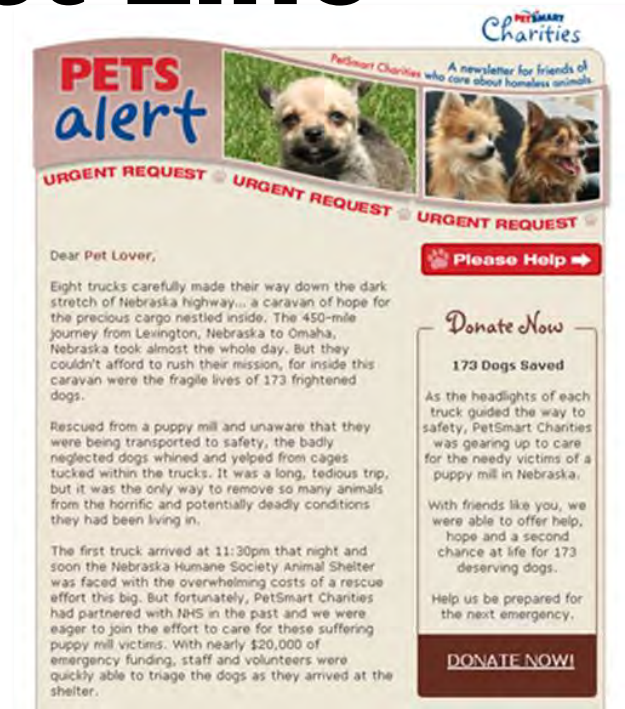 PETSMART
Charities
PETS
alert
PetSmart Charities
A newsletter for friends of
who care about homeless animals.
URGENT REQUEST URGENT REQUEST URGENT REQUEST
Dear Pet Lover,
Eight trucks carefully made their way down the dark
stretch of Nebraska highway... a caravan of hope for
the precious cargo nestled inside. The 450-mile
journey from Lexington, Nebraska to Omaha,
Nebraska took almost the whole day. But they
couldn't afford to rush their mission, for inside this
caravan were the fragile lives of 173 frightened
dogs.
Rescued from a puppy mill and unaware that they
were being transported to safety, the badly
neglected dogs whined and yelped from cages
tucked within the trucks. It was a long, tedious trip,
but it was the only way to remove so many animals
from the horrific and potentially deadly conditions
they had been living in.
The first truck arrived at 11:30pm that night and
soon the Nebraska Humane Society Animal Shelter
was faced with the overwhelming costs of a rescue
effort this big. But fortunately, PetSmart Charities
had partnered with NHS in the past and we were
eager to join the effort to care for these suffering
puppy mill victims. With nearly $20,000 of
emergency funding, staff and volunteers were
quickly able to triage the dogs as they arrived at the
shelter.
Please Help
Donate Now
173 Dogs Saved
As the headlights of each
truck guided the way to
safety, PetSmart Charities
was gearing up to care
for the needy victims of a
puppy mill in Nebraska.
With friends like you, we
were able to offer help,
hope and a second
chance at life for 173
deserving dogs.
Help us be prepared for
the next emergency.
DONATE NOW!